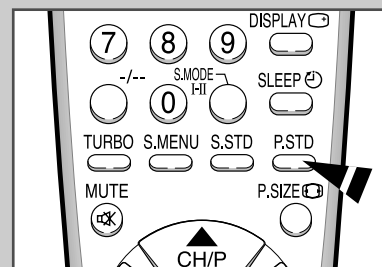 DISPLAY
7 8 9
-/-- S.MODE SLEEP
I-II
0
TURBO S.MENU S.STD P.STD
MUTE P.SIZE
CH/P